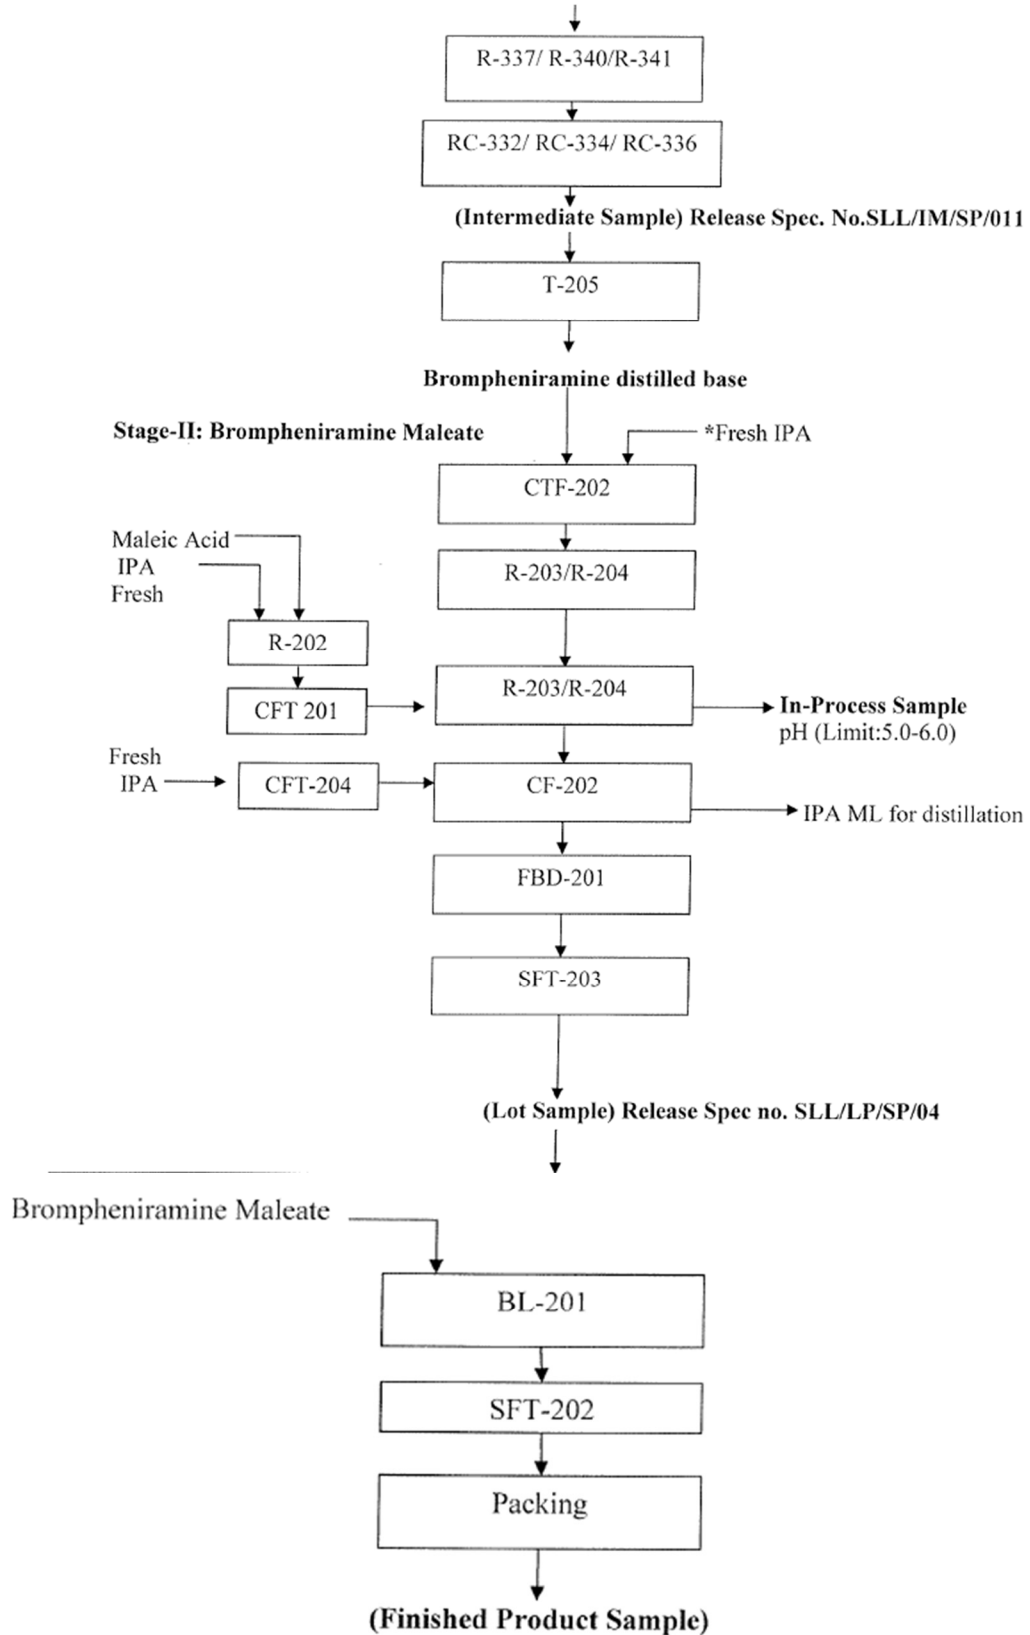 R-337/ R-340/R-341
RC-332/ RC-334/ RC-336
(Intermediate Sample) Release Spec. No.SLL/IM/SP/011
T-205
Brompheniramine distilled base
Stage-II: Brompheniramine Maleate
*Fresh IPA
CTF-202
Maleic Acid
IPA
Fresh
R-203/R-204
R-202
R-203/R-204
CFT 201
In-Process Sample
pH (Limit:5.0-6.0)
Fresh
IPA
CFT-204
CF-202
IPA ML for distillation
FBD-201
SFT-203
(Lot Sample) Release Spec no. SLL/LP/SP/04
Brompheniramine Maleate
BL-201
SFT-202
Packing
(Finished Product Sample)